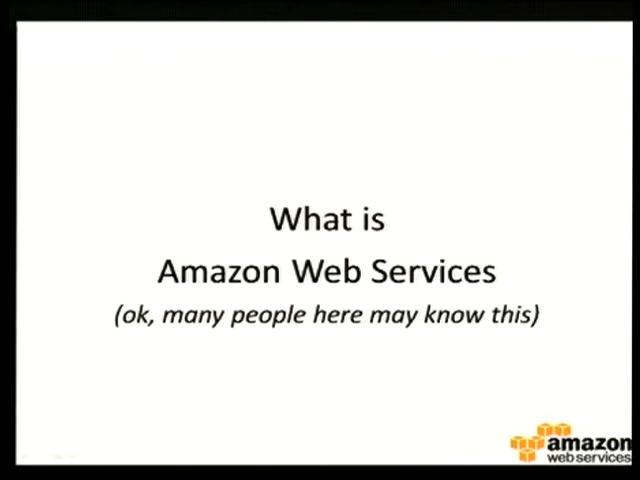 What is
Amazon Web Services
(ok, many people here may know this)
amazon
web services